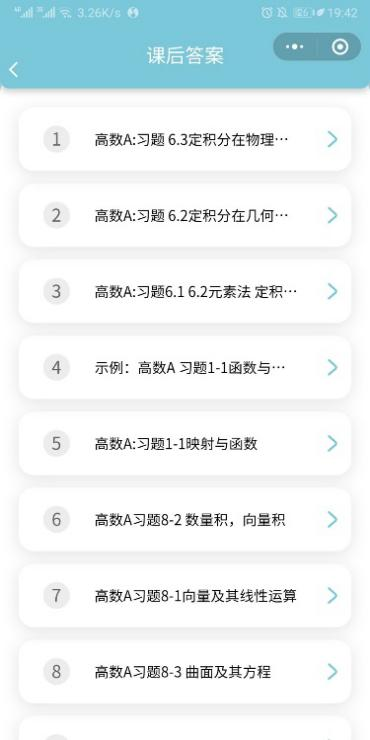 3.26K/s
19:42
课后答案
1
高数A:习题 6.3定积分在物理…
2
高数A:习题 6.2定积分在几何…
3
高数A:习题6.1 6.2元素法 定积…
4
示例：高数A 习题1-1函数与…
5
高数A:习题1-1映射与函数
6
高数A习题8-2 数量积，向量积
7
高数A习题8-1向量及其线性运算
8
高数A习题8-3 曲面及其方程